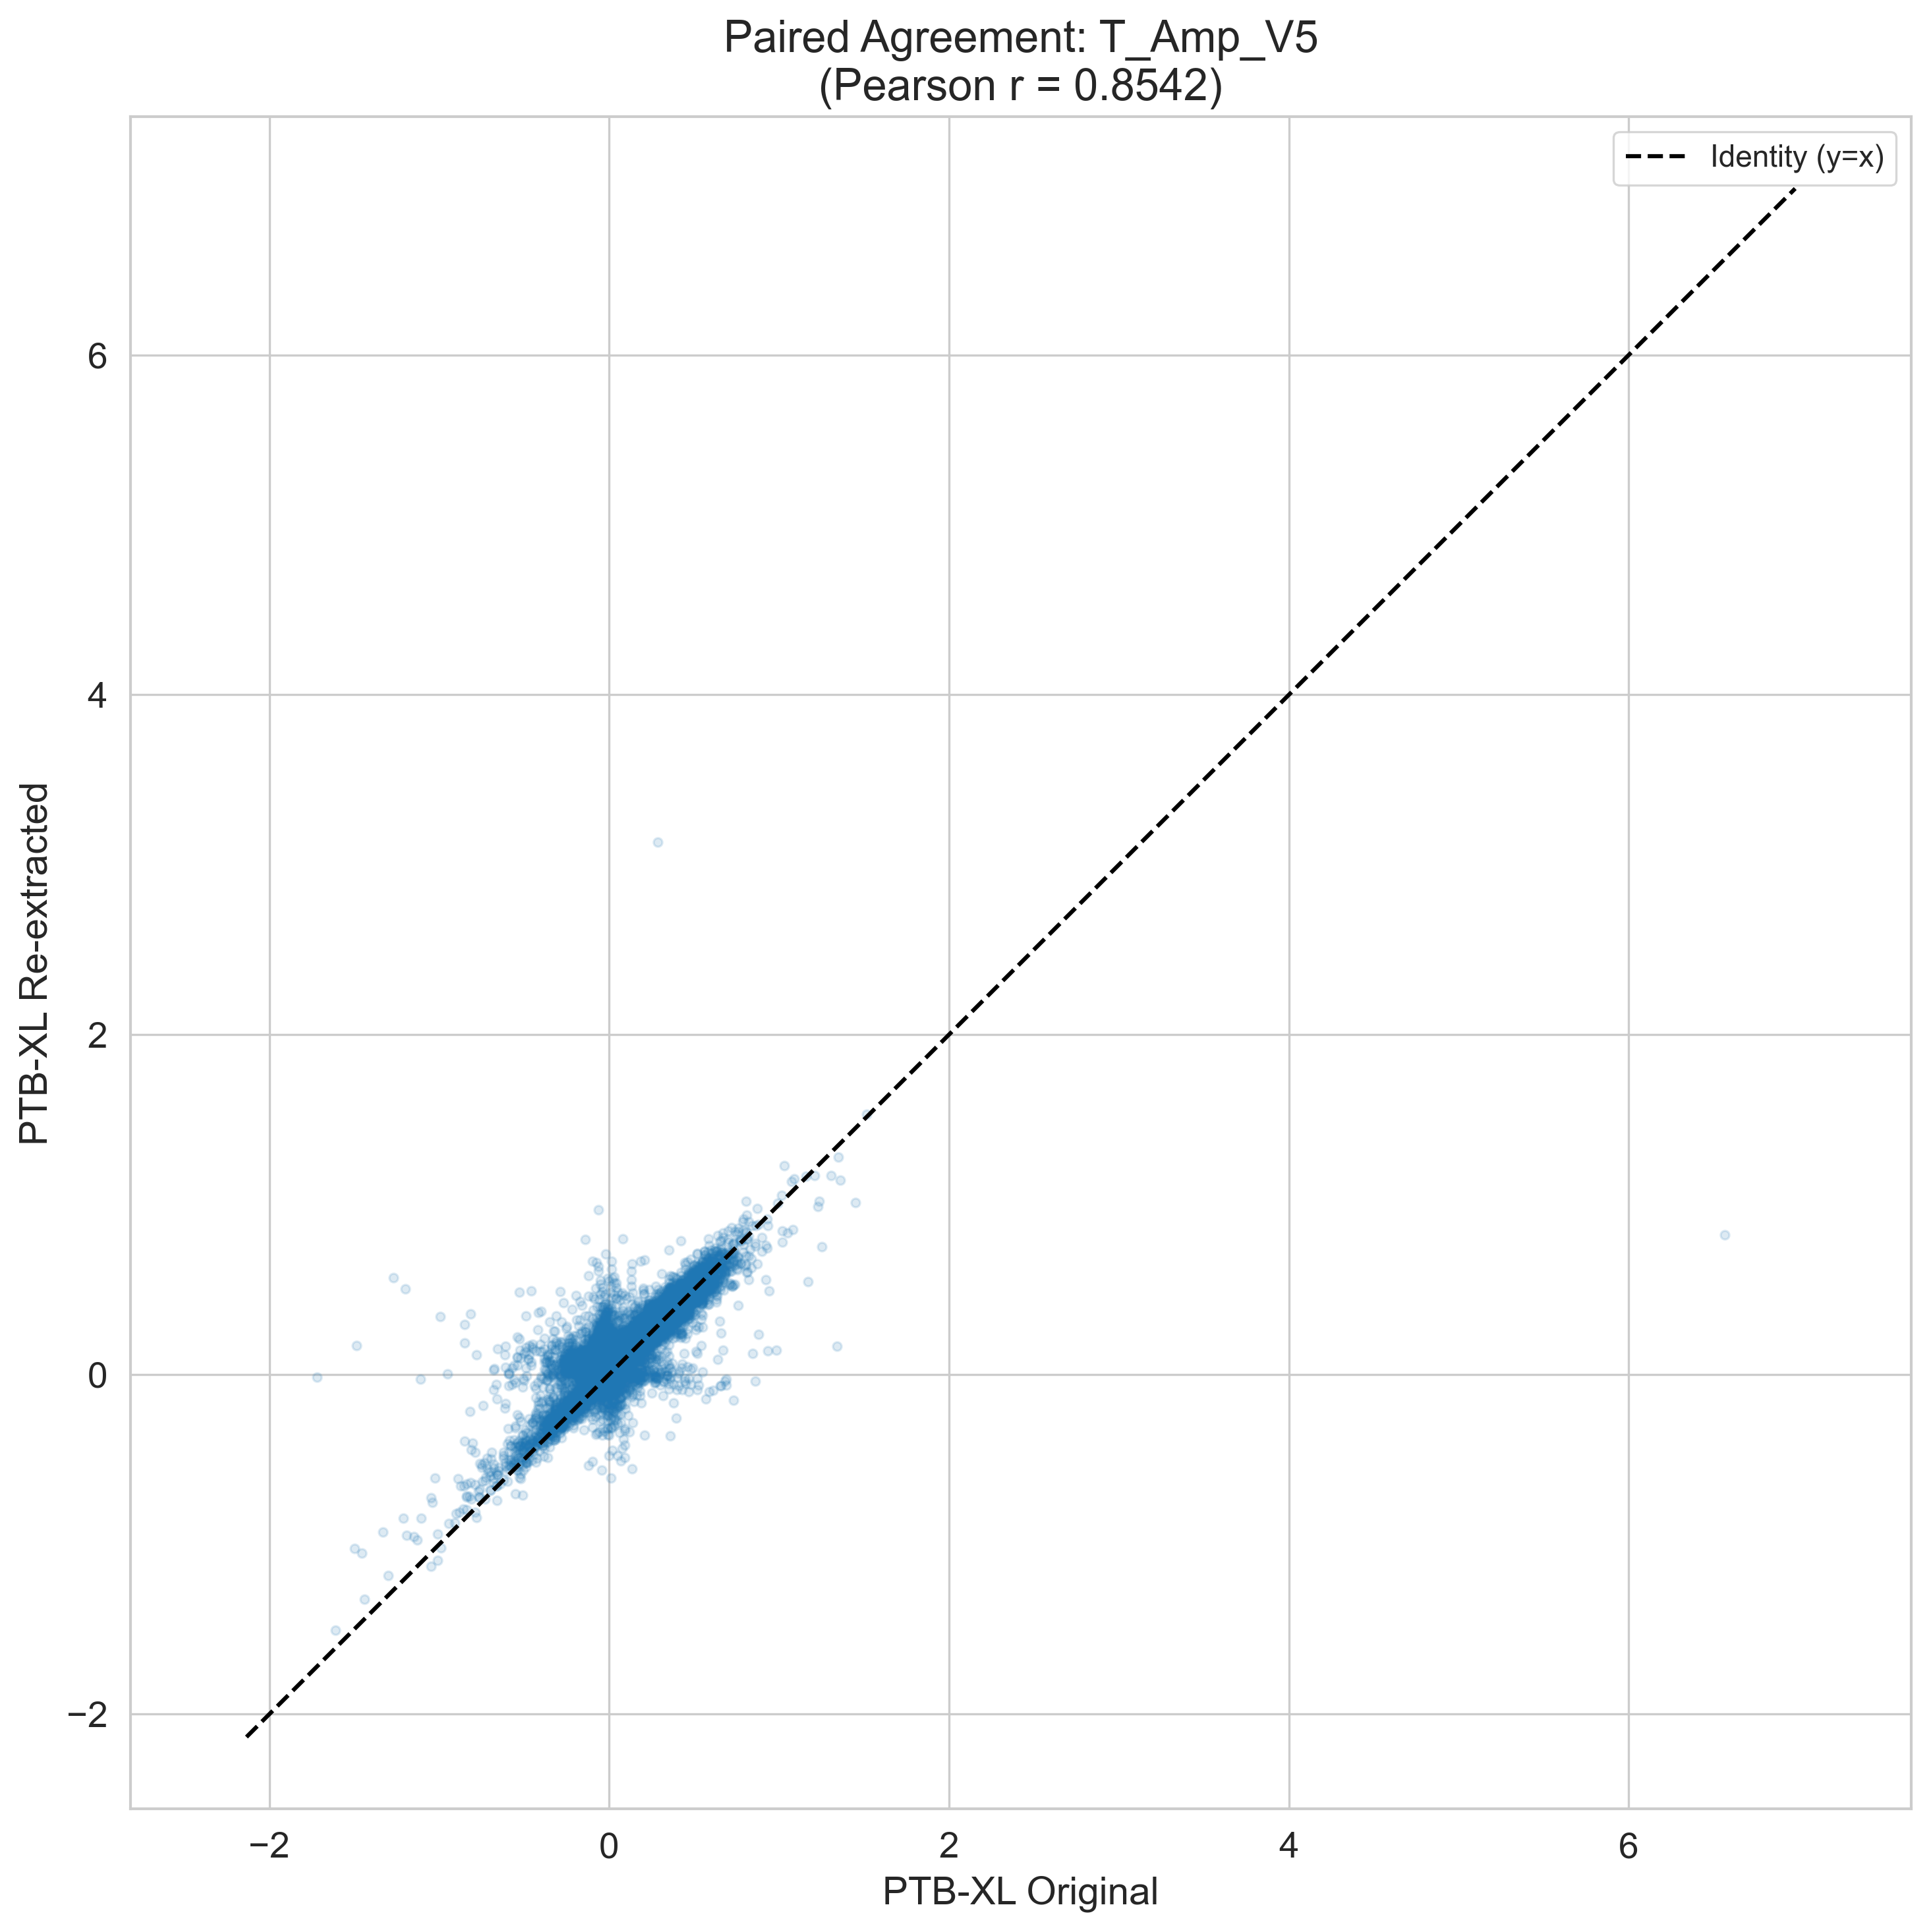 Paired Agreement: T_Amp_V5
(Pearson r = 0.8542)
Identity (y=x)
PTB-XL Re-extracted
6
4
2
0
−2
−2
0
2
4
6
PTB-XL Original